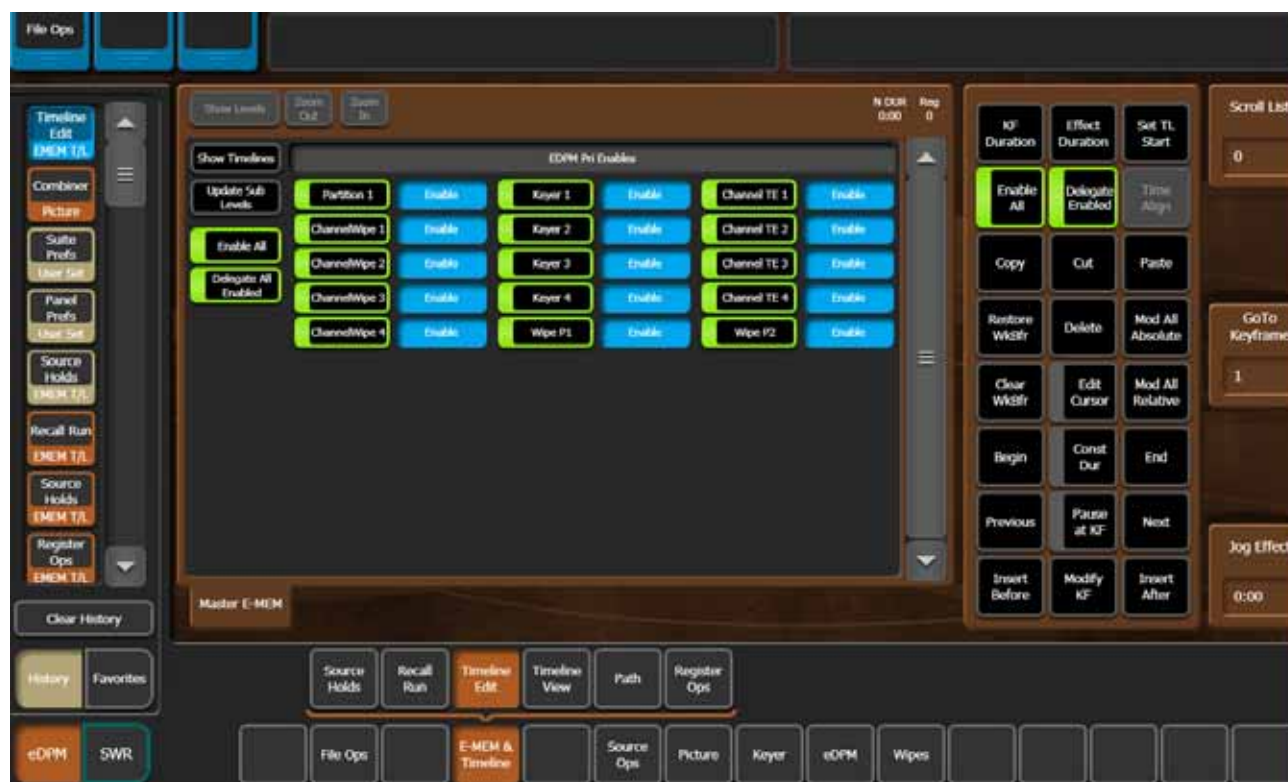 File Ops
Timeline
Edit
EMEM T/L
Combiner
Picture
Suite
Prefs
User Set
Panel
Prefs
User Set
Source
Holds
EMEM T/L
Recall Run
EMEM T/L
Source
Holds
EMEM T/L
Register
Ops
EMEM T/L
Clear History
History Favorites
eDPM SWR
Show Levels Zoom Out Zoom In
N DUR Reg
0:00 0
Show Timelines EDPM Pri Enables
Update Sub
Levels
Enable All
Delegate All
Enabled
Partition 1 Enable Keyer 1 Enable Channel TE 1 Enable
ChannelWipe 1 Enable Keyer 2 Enable Channel TE 2 Enable
ChannelWipe 2 Enable Keyer 3 Enable Channel TE 3 Enable
ChannelWipe 3 Enable Keyer 4 Enable Channel TE 4 Enable
ChannelWipe 4 Enable Wipe P1 Enable Wipe P2 Enable
Master E-MEM
KF
Duration
Effect
Duration
Set TL
Start
Enable
All
Delegate
Enabled
Time
Align
Copy Cut Paste
Restore
WkBfr
Delete
Mod All
Absolute
Clear
WkBfr
Edit
Cursor
Mod All
Relative
Begin
Const
Dur
End
Previous
Pause
at KF
Next
Insert
Before
Modify
KF
Insert
After
Scroll List
0
GoTo
Keyframe
1
Jog Effect
0:00
Source
Holds
Recall
Run
Timeline
Edit
Timeline
View
Path
Register
Ops
File Ops
E-MEM &
Timeline
Source
Ops
Picture Keyer eDPM Wipes